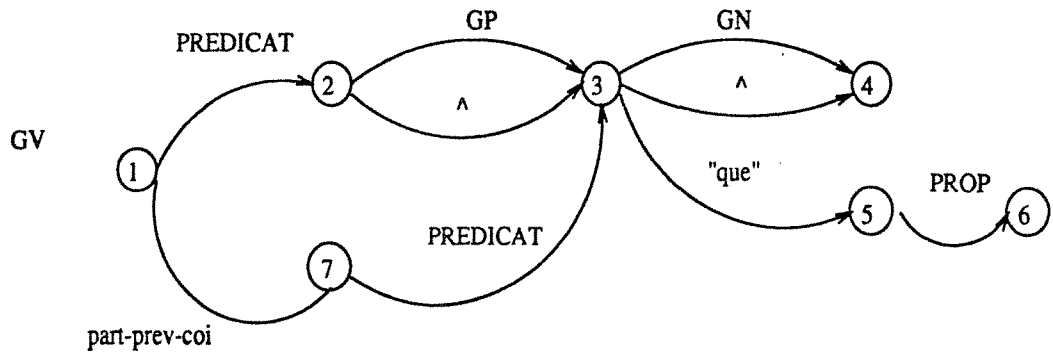 GP
GN
PREDICAT
2
^
3
^
4
GV
1
"que"
PROP
5
6
PREDICAT
7
part-prev-coi